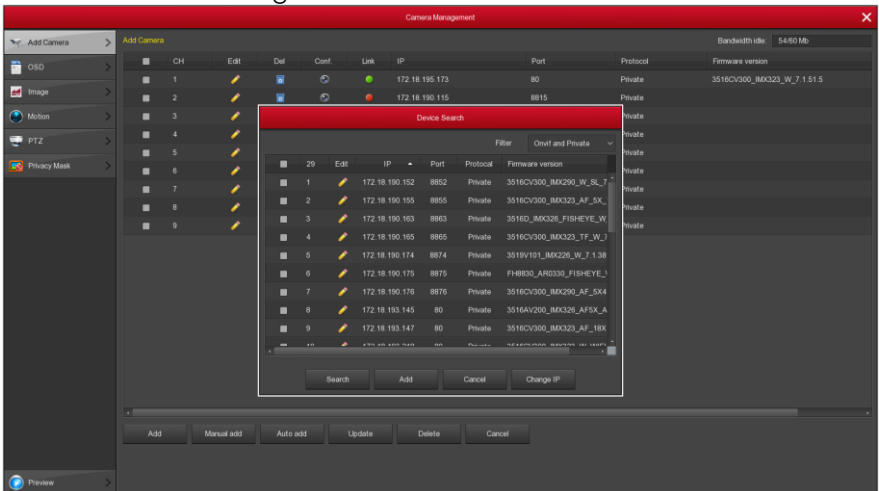 Camera Management
Add Camera
OSD
Image
Motion
PTZ
Privacy Mask
Preview
Add Camera
Bandwidth idle: 54/60 Mb
CH Edit Del Conf. Link IP Port Protocol Firmware version
1 172.18.195.173 80 Private 3516CV300_IMX323_W_7.1.51.5
2 172.18.190.115 8815 Private
3 Private
4 Private
5 Private
6 Private
7 Private
8 Private
9 Private
Device Search
Filter Onvif and Private
29 Edit IP Port Protocal Firmware version
1 172.18.190.152 8852 Private 3516CV300_IMX290_W_SL_7
2 172.18.190.155 8855 Private 3516CV300_IMX323_AF_5X_
3 172.18.190.163 8863 Private 3516D_IMX326_FISHEYE_W
4 172.18.190.165 8865 Private 3516CV300_IMX323_TF_W_7
5 172.18.190.174 8874 Private 3519V101_IMX226_W_7.1.38
6 172.18.190.175 8875 Private FH8830_AR0330_FISHEYE_
7 172.18.190.176 8876 Private 3516CV300_IMX290_AF_5X4
8 172.18.193.145 80 Private 3516AV200_IMX326_AF5X_A
9 172.18.193.147 80 Private 3516CV300_IMX323_AF_18X
Search Add Cancel Change IP
Add Manual add Auto add Update Delete Cancel